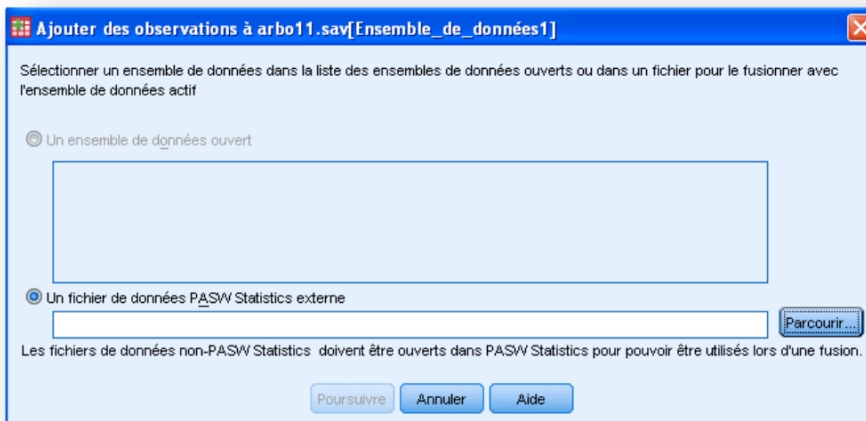 Ajouter des observations à arbo11.sav[Ensemble_de_données1]
Sélectionner un ensemble de données dans la liste des ensembles de données ouverts ou dans un fichier pour le fusionner avec
l'ensemble de données actif
Un ensemble de données ouvert
Un fichier de données PASW Statistics externe
Parcourir...
Les fichiers de données non-PASW Statistics doivent être ouverts dans PASW Statistics pour pouvoir être utilisés lors d'une fusion.
Poursuivre Annuler Aide